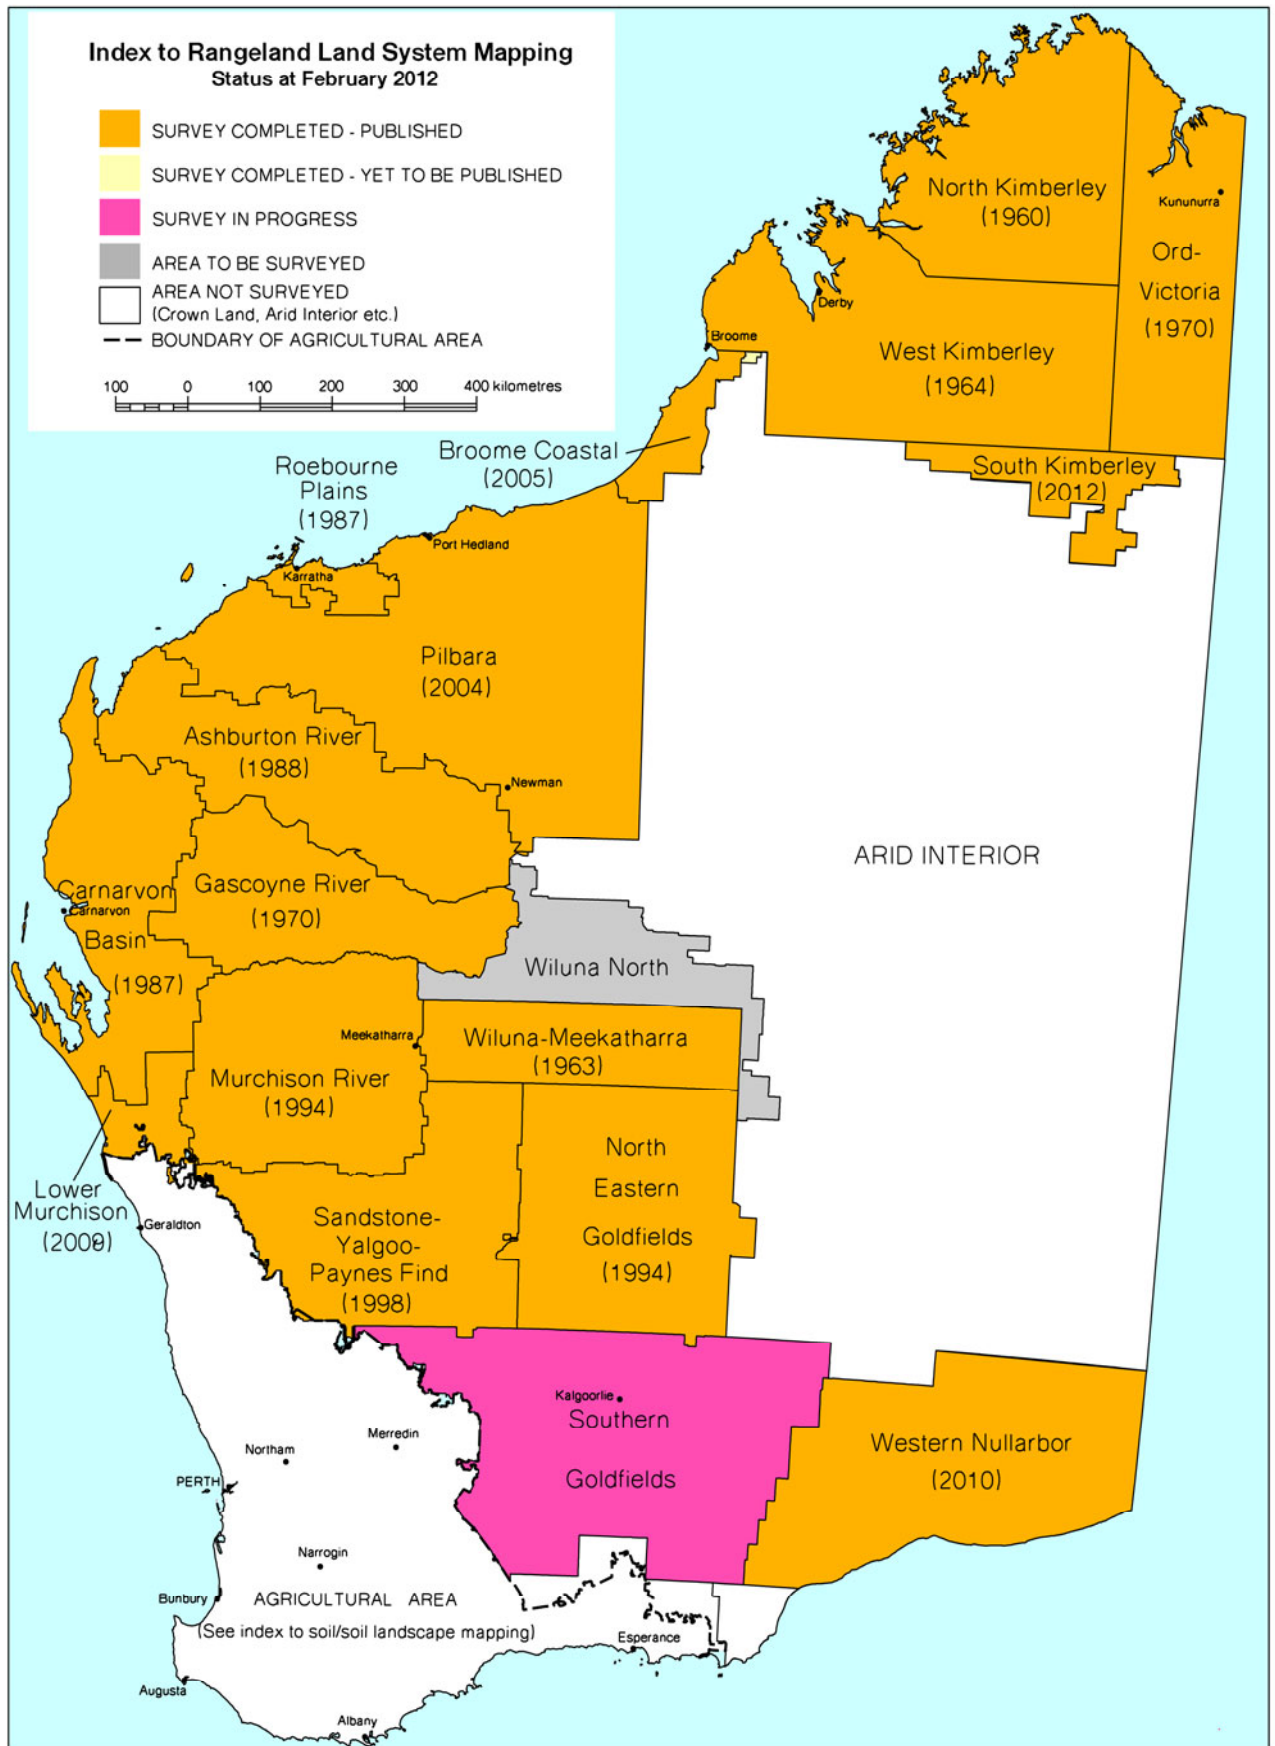 Index to Rangeland Land System Mapping
Status at February 2012
SURVEY COMPLETED - PUBLISHED
SURVEY COMPLETED - YET TO BE PUBLISHED
SURVEY IN PROGRESS
AREA TO BE SURVEYED
AREA NOT SURVEYED
(Crown Land, Arid Interior etc.)
BOUNDARY OF AGRICULTURAL AREA
100 0 100 200 300 400 kilometres
North Kimberley
(1960)
Kununurra
Ord-
Victoria
(1970)
Derby
Broome
West Kimberley
(1964)
Broome Coastal
(2005)
South Kimberley
(2012)
Roebourne
Plains
(1987)
Port Hedland
Karratha
Pilbara
(2004)
Ashburton River
(1988)
Newman
ARID INTERIOR
Carnarvon
Carnarvon
Basin
(1987)
Gascoyne River
(1970)
Wiluna North
Meekatharra
Wiluna-Meekatharra
(1963)
Murchison River
(1994)
North
Eastern
Goldfields
(1994)
Lower
Murchison
(2009)
Geraldton
Sandstone-
Yalgoo-
Paynes Find
(1998)
Kalgoorlie
Southern
Goldfields
Western Nullarbor
(2010)
Merredin
Northam
PERTH
Narrogin
Bunbury
AGRICULTURAL AREA
(See index to soil/soil landscape mapping)
Esperance
Augusta
Albany